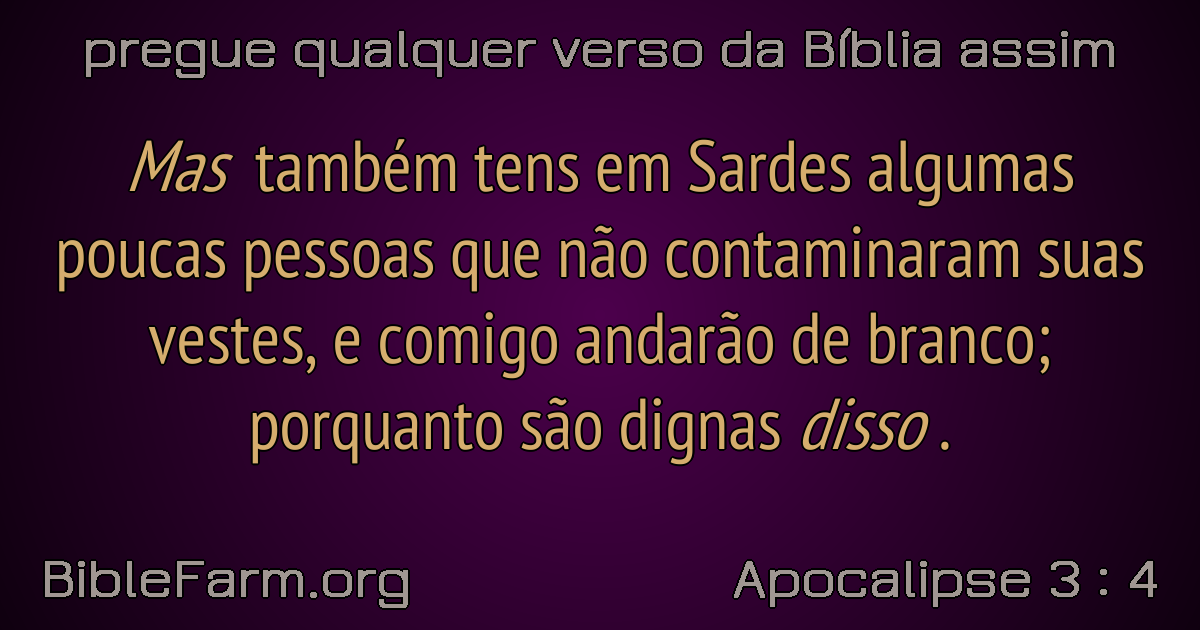 pregue qualquer verso da Bíblia assim
Mas também tens em Sardes algumas
poucas pessoas que não contaminaram suas
vestes, e comigo andarão de branco;
porquanto são dignas disso .
BibleFarm.org
Apocalipse 3 : 4